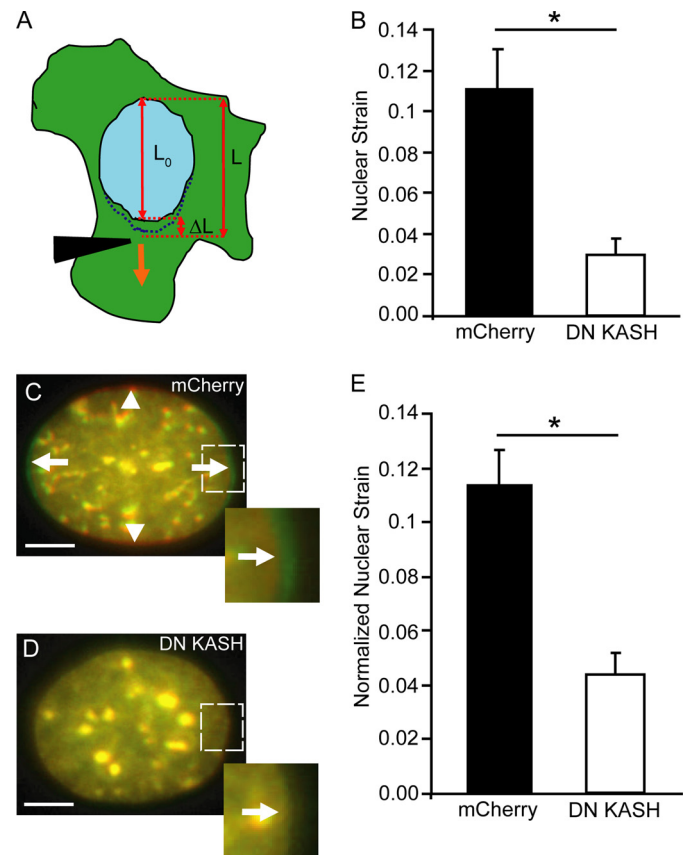 A
L₀
L
ΔL
B
*
Nuclear Strain
0.14
0.12
0.1
0.08
0.06
0.04
0.02
0.00
mCherry
DN KASH
C
mCherry
D
DN KASH
E
*
Normalized Nuclear Strain
0.14
0.12
0.1
0.08
0.06
0.04
0.02
0.00
mCherry
DN KASH